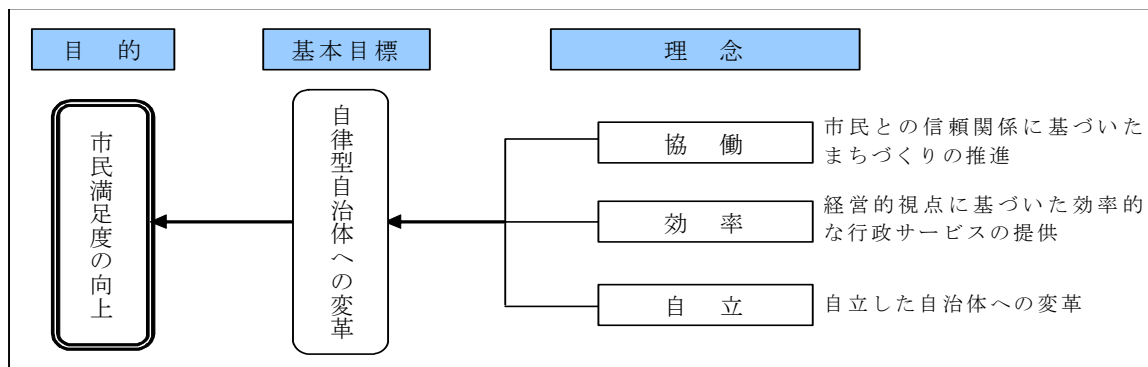 目　的
基本目標
理　念
市民満足度の向上
自律型自治体への変革
協　働
市民との信頼関係に基づいた
まちづくりの推進
効　率
経営的視点に基づいた効率的
な行政サービスの提供
自　立
自立した自治体への変革